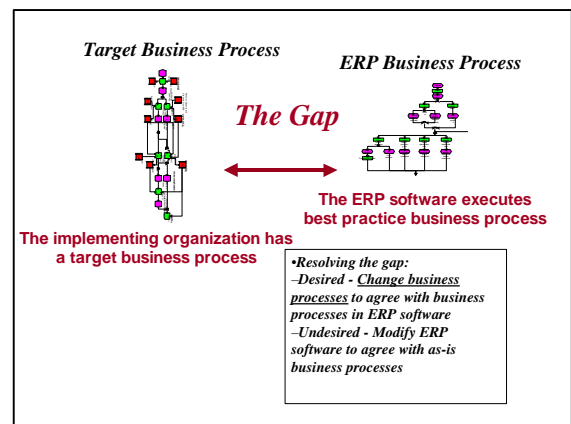 Target Business Process
ERP Business Process
The Gap
The ERP software executes
best practice business process
The implementing organization has
a target business process
•Resolving the gap:
–Desired - Change business
processes to agree with business
processes in ERP software
–Undesired - Modify ERP
software to agree with as-is
business processes